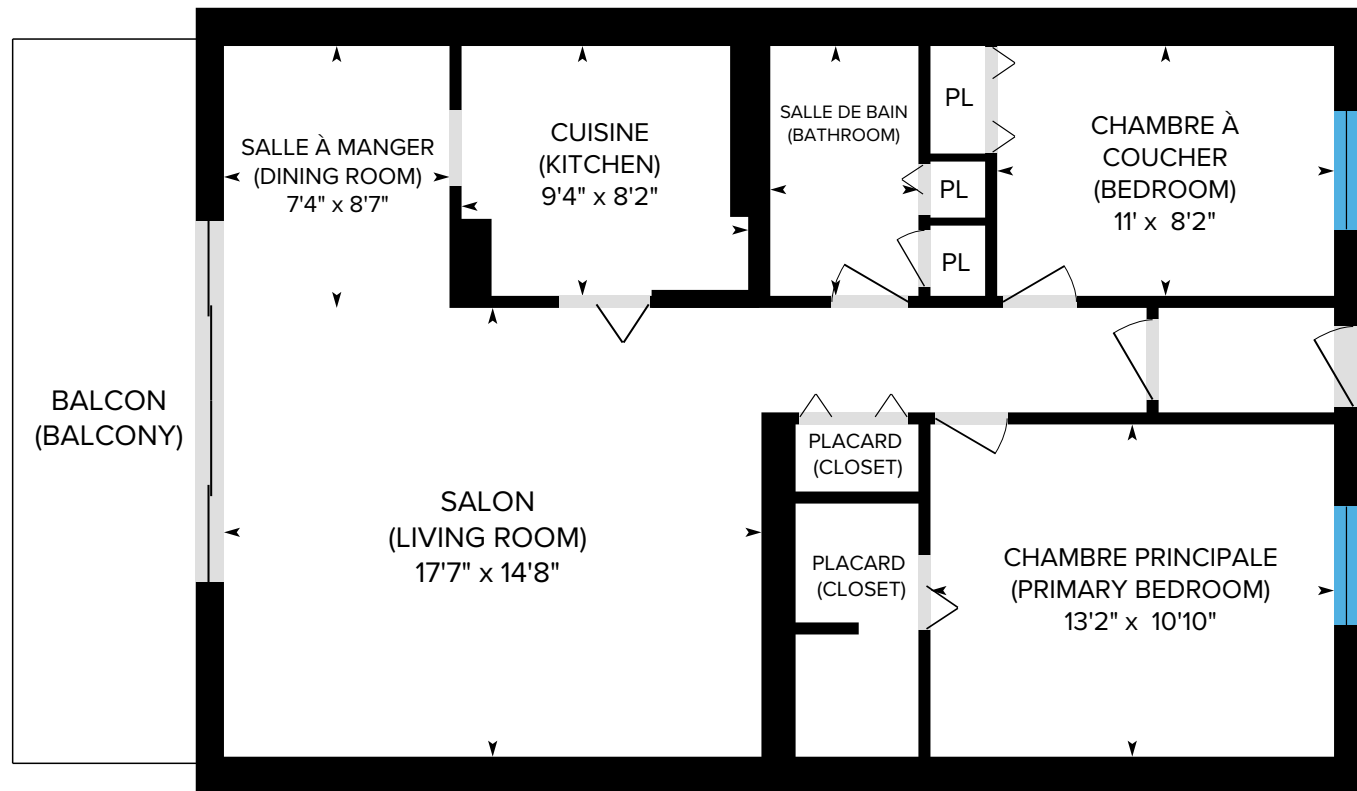 SALLE À MANGER
(DINING ROOM)
7'4" x 8'7"
CUISINE
(KITCHEN)
9'4" x 8'2"
SALLE DE BAIN
(BATHROOM)
PL
PL
PL
CHAMBRE À
COUCHER
(BEDROOM)
11' x 8'2"
BALCON
(BALCONY)
SALON
(LIVING ROOM)
17'7" x 14'8"
PLACARD
(CLOSET)
PLACARD
(CLOSET)
CHAMBRE PRINCIPALE
(PRIMARY BEDROOM)
13'2" x 10'10"